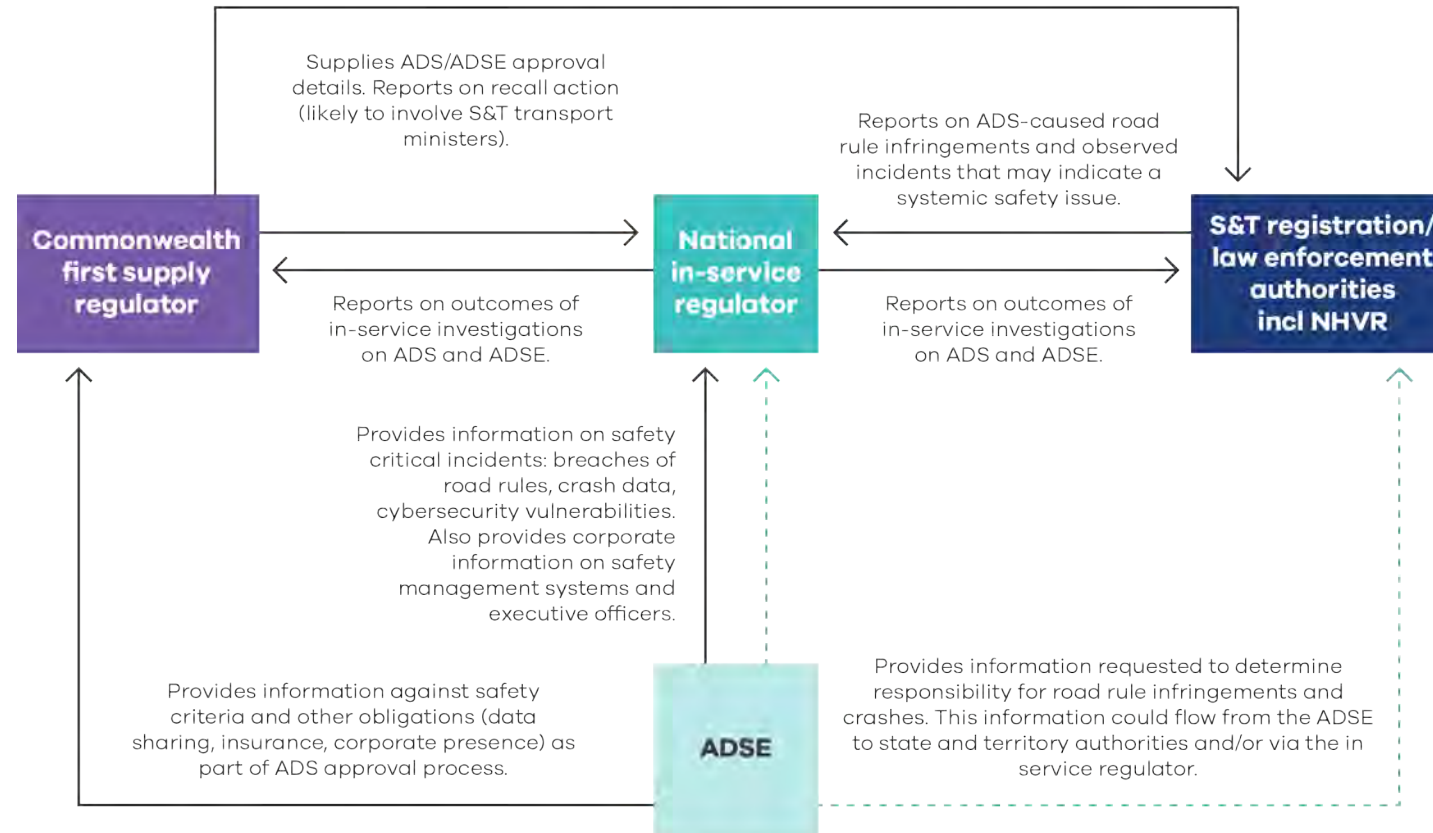 Supplies ADS/ADSE approval
details. Reports on recall action
(likely to involve S&T transport
ministers).
Reports on ADS-caused road
rule infringements and observed
incidents that may indicate a
systemic safety issue.
Commonwealth
first supply
regulator
National
in-service
regulator
S&T registration/
law enforcement
authorities
incl NHVR
Reports on outcomes of
in-service investigations
on ADS and ADSE.
Reports on outcomes of
in-service investigations
on ADS and ADSE.
Provides information on safety
critical incidents: breaches of
road rules, crash data,
cybersecurity vulnerabilities.
Also provides corporate
information on safety
management systems and
executive officers.
Provides information against safety
criteria and other obligations (data
sharing, insurance, corporate presence) as
part of ADS approval process.
ADSE
Provides information requested to determine
responsibility for road rule infringements and
crashes. This information could flow from the ADSE
to state and territory authorities and/or via the in
service regulator.